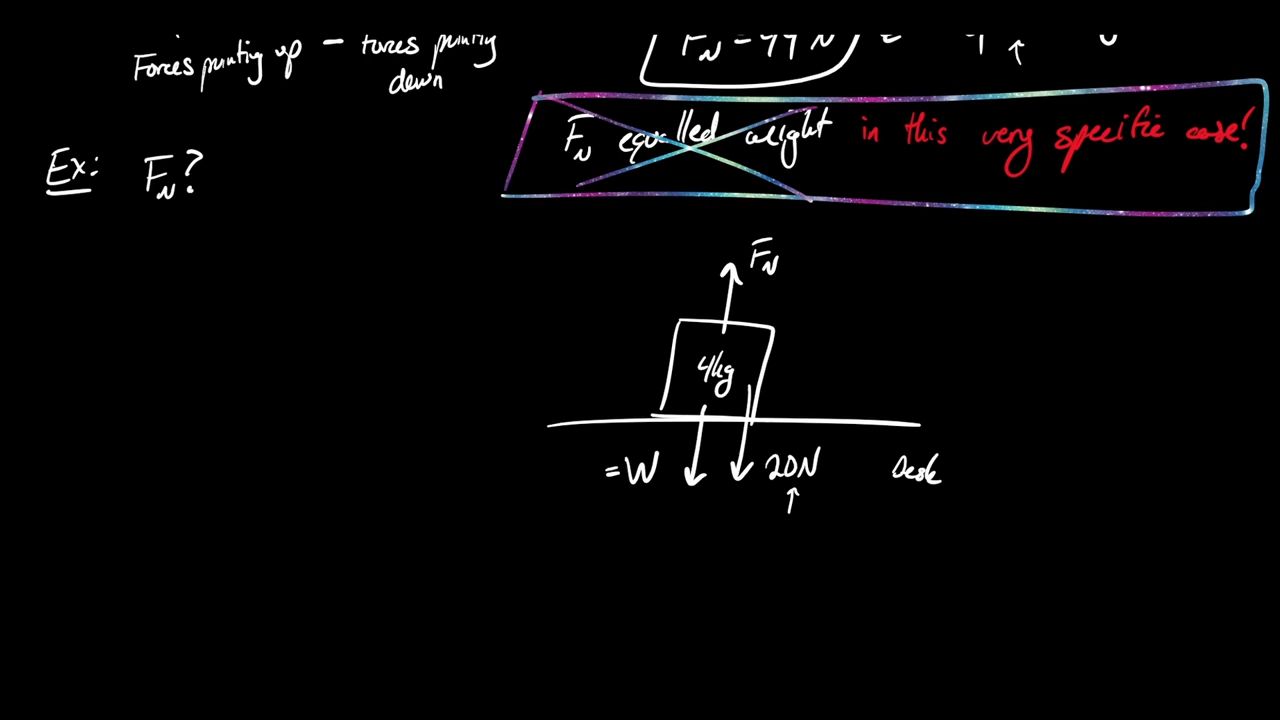 Forces pointing up - forces pointing
down
F_N equalled weight in this very specific case!
Ex: F_N?
F_N
4kg
=W 20N Desk